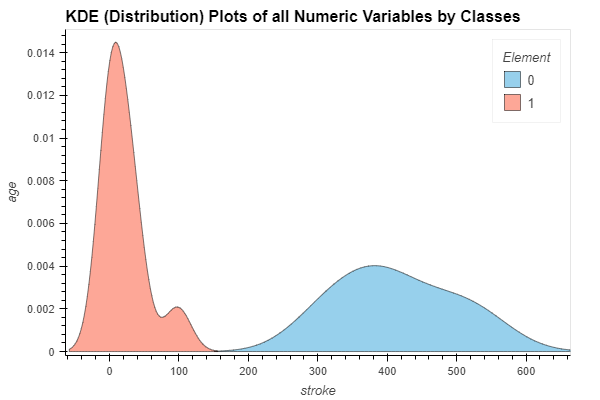 KDE (Distribution) Plots of all Numeric Variables by Classes
Element
0
1
age
0.014
0.012
0.01
0.008
0.006
0.004
0.002
0
0 100 200 300 400 500 600
stroke